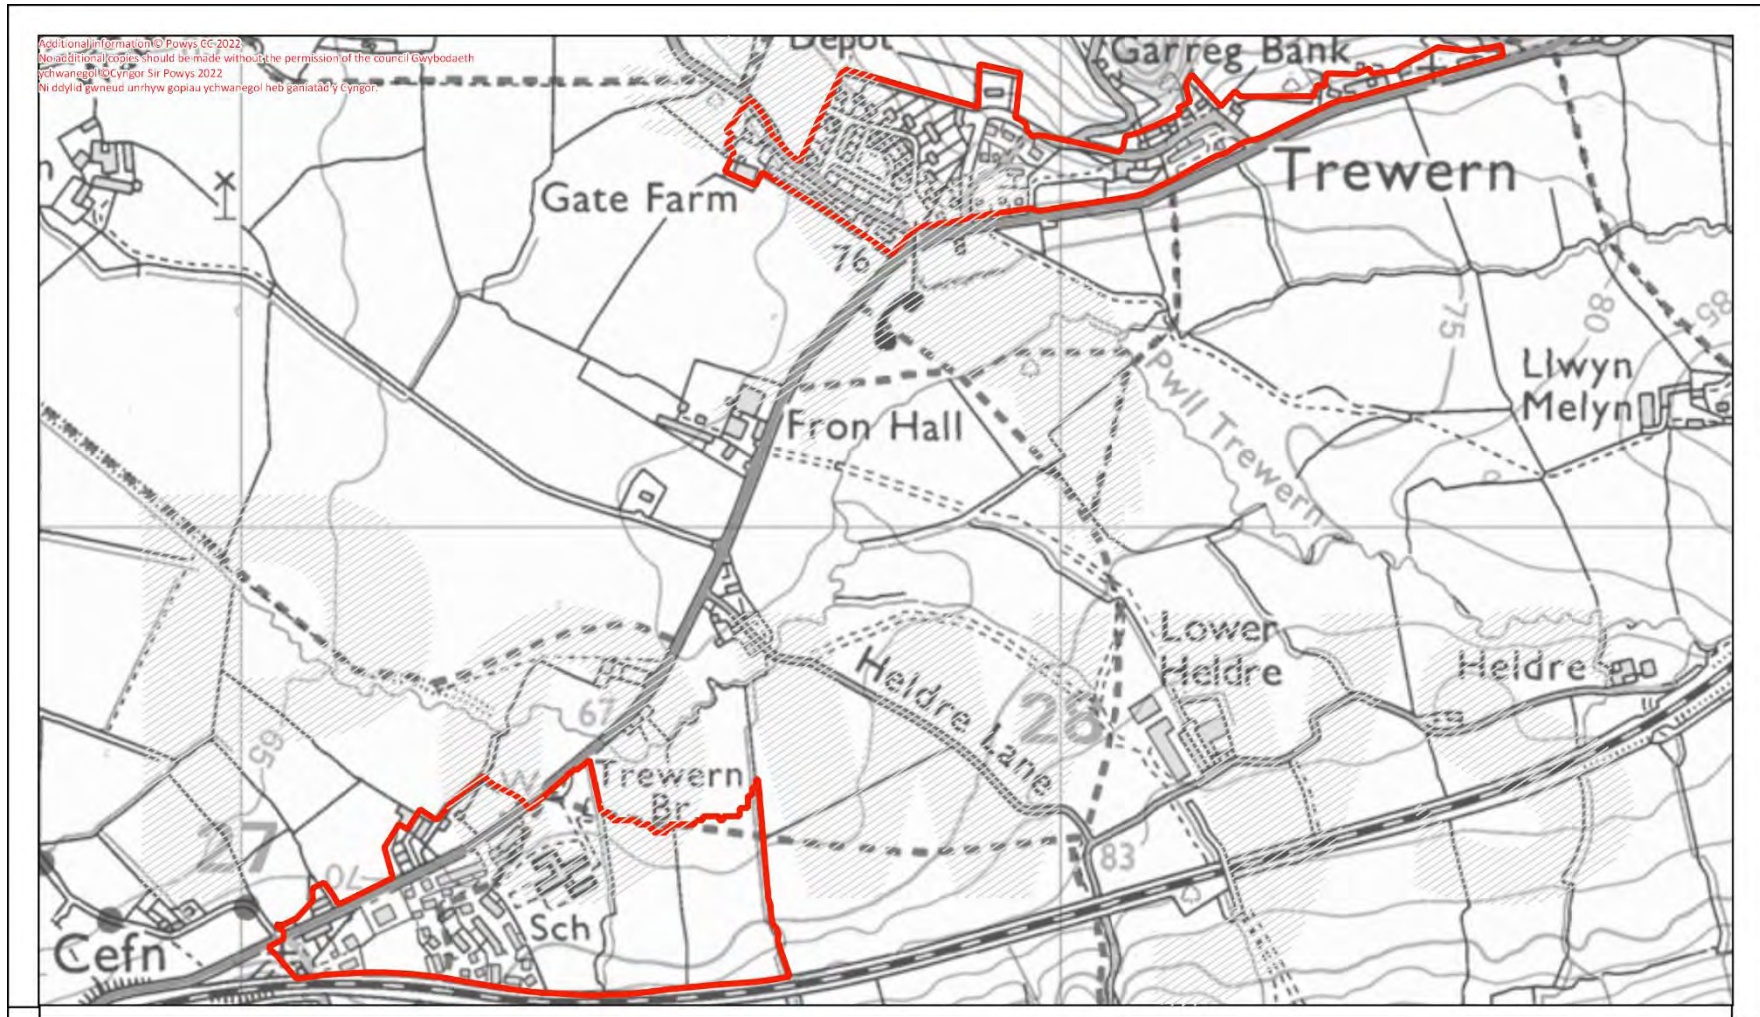 Additional information © Powys CC 2022
No additional copies should be made without the permission of the council Gwybodaeth
ychwanegol ©Cyngor Sir Powys 2022
Ni ddylid gwneud unrhyw gopiau ychwanegol heb ganiatad y Cyngor.
Depot
Garreg Bank
Trewern
Gate Farm
76
75
80
85
Llwyn
Melyn
Pwll Trewern
Fron Hall
Lower
Heldre
Heldre
Heldre Lane
28
67
65
W
Trewern
Br
27
70
83
Sch
Cefn